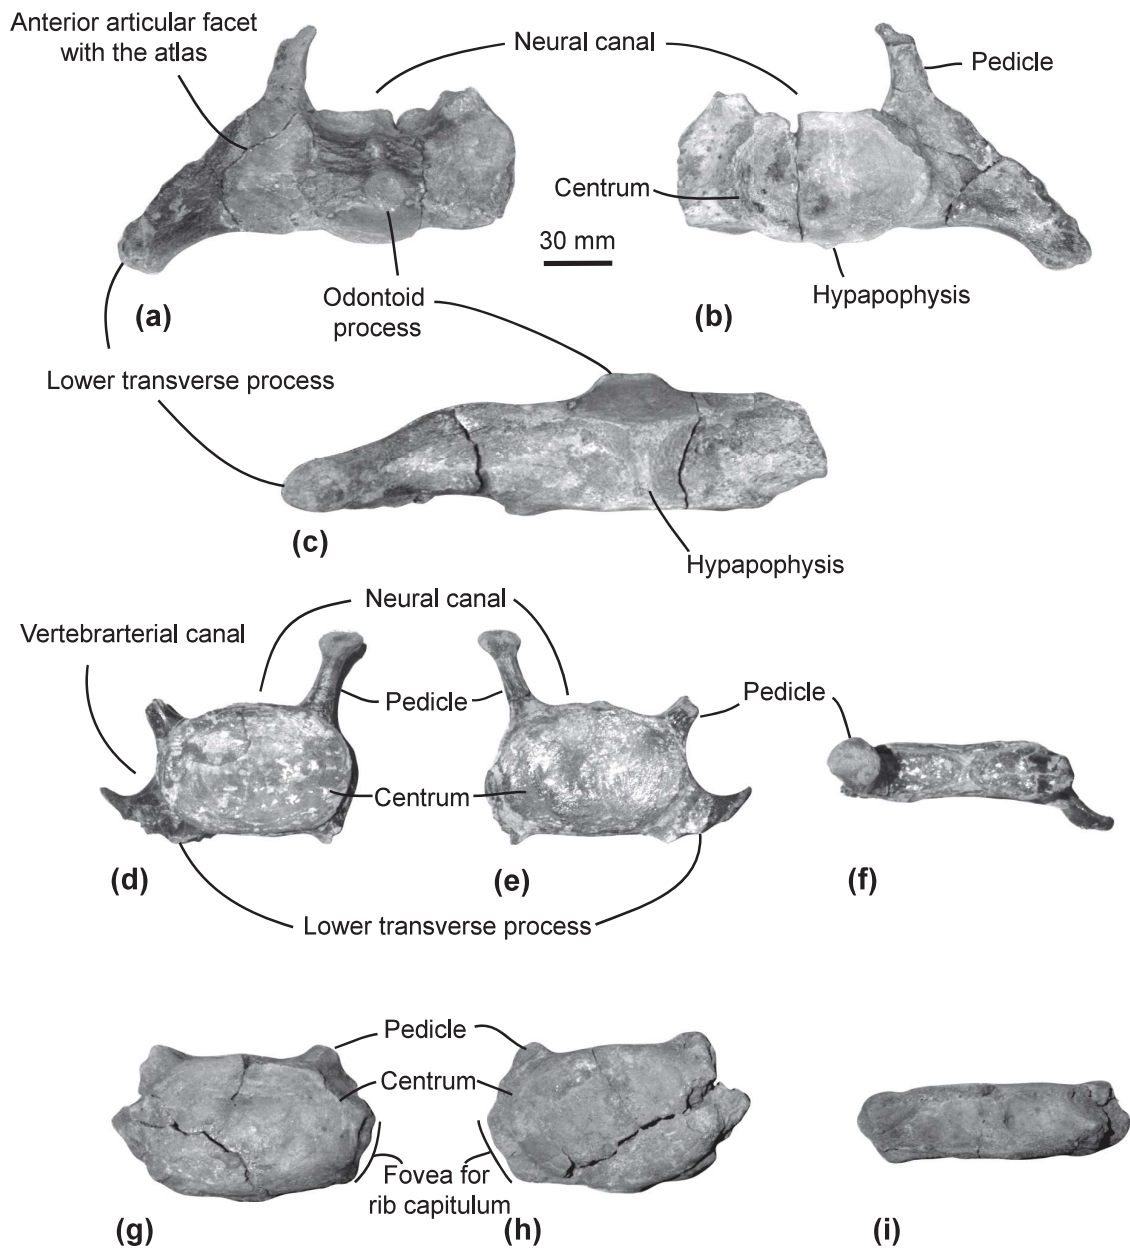 Anterior articular facet
with the atlas
Neural canal
Pedicle
Centrum
30 mm
Hypapophysis
Odontoid
process
(a)
(b)
Lower transverse process
(c)
Hypapophysis
Neural canal
Vertebrarterial canal
Pedicle
Pedicle
Centrum
(d)
(e)
(f)
Lower transverse process
Pedicle
Centrum
Fovea for
rib capitulum
(g)
(h)
(i)